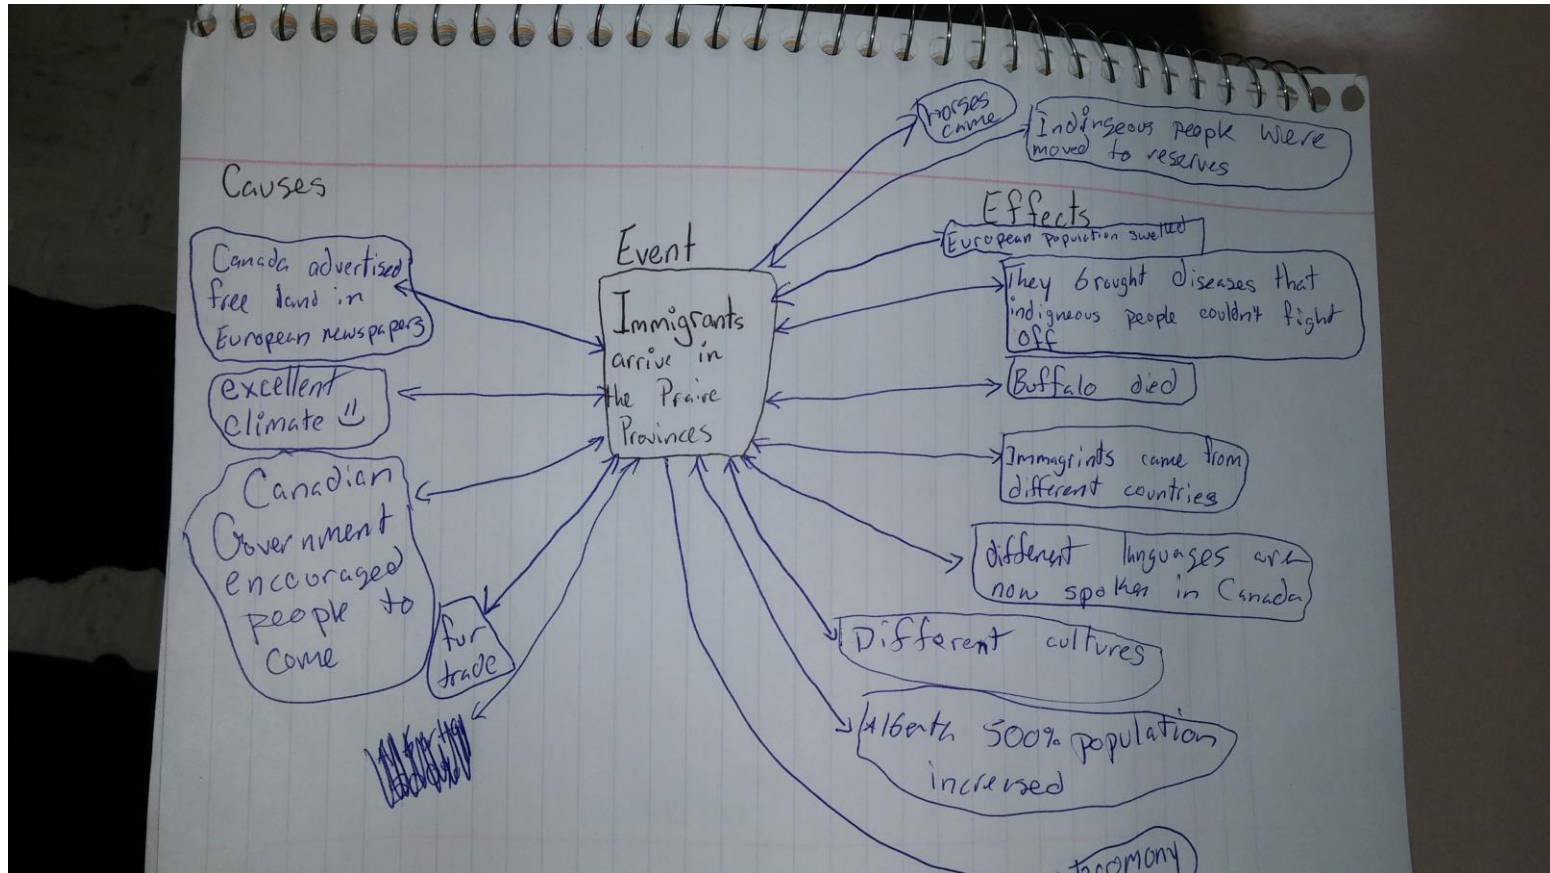 Causes
Canada advertised
free land in
European newspapers
excellent
climate
Canadian
Government
encouraged
people to
come
fur
trade
Event
Immigrants
arrive in
the Praire
Provinces
Horses
came
Indingeous people were
moved to reserves
Effects
European population swelled
They brought diseases that
indigneous people couldn't fight
off
Buffalo died
Immagrints came from
different countries
different languages are
now spoken in Canada
Different cultures
500% population
increased